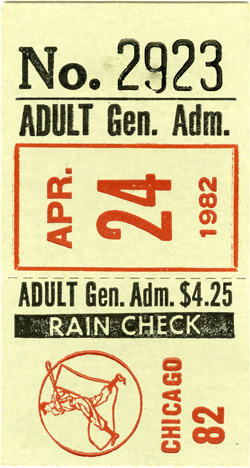 No. 2923
ADULT Gen. Adm.
APR. 24 1982
ADULT Gen. Adm. $4.25
RAIN CHECK
CHICAGO 82